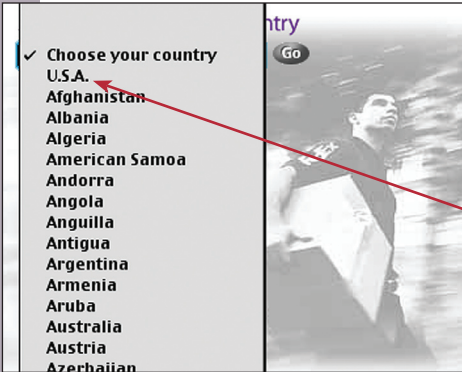 ntry
✓ Choose your country
Go
U.S.A.
Afghanistan
Albania
Algeria
American Samoa
Andorra
Angola
Anguilla
Antigua
Argentina
Armenia
Aruba
Australia
Austria
Azerbaijan